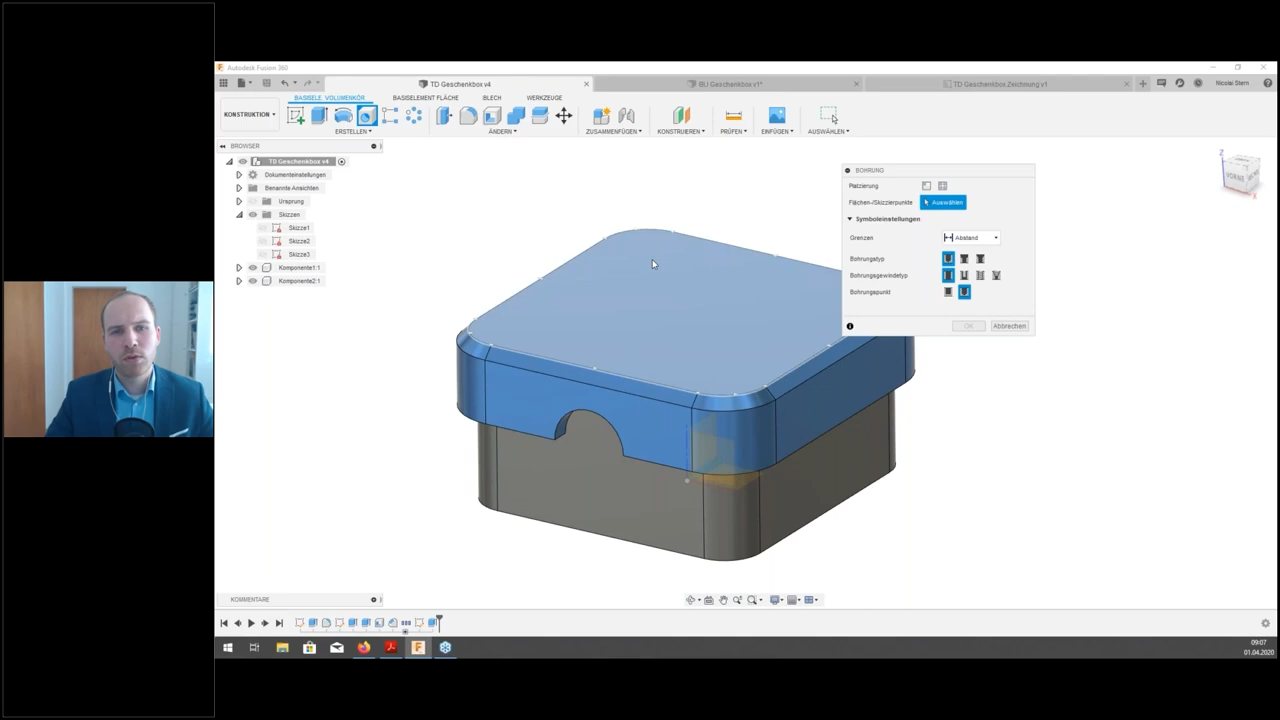 Autodesk Fusion 360
TD Geschenkbox v4
BU Geschenkbox v1*
TD Geschenkbox Zeichnung v1
Nicolai Stern
KONSTRUKTION
BASISELE. VOLUMENKÖR.
BASISELEMENT FLÄCHE
BLECH
WERKZEUGE
ERSTELLEN
ÄNDERN
ZUSAMMENFÜGEN
KONSTRUIEREN
PRÜFEN
EINFÜGEN
AUSWÄHLEN
BROWSER
TD Geschenkbox v4
Dokumenteinstellungen
Benannte Ansichten
Ursprung
Skizzen
Skizze1
Skizze2
Skizze3
Komponente1:1
Komponente2:1
BOHRUNG
Platzierung
Flächen-/Skizzierpunkte
Auswählen
Symboleinstellungen
Grenzen
Abstand
Bohrungstyp
Bohrungsgewindetyp
Bohrungspunkt
OK
Abbrechen
Z
VORNE
X
KOMMENTARE
09:07
01.04.2020